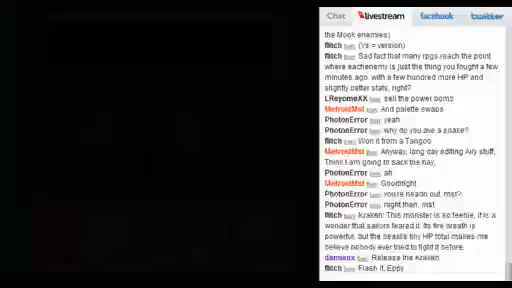 Chat livestream facebook twitter
the Mook enemies)
flitch: (Vs = version)
flitch: Sad fact that many rpgs reach the point
where each enemy is just the thing you fought a few
minutes ago, with a few hundred more HP and
slightly better stats, right?
LReyomeXX: sell the power bomb
MetroidMst: And palette swaps
PhotonError: yeah
PhotonError: why do you ave a snake?
flitch: Won it from a Tangoo
MetroidMst: Anyway, long day editing Airy stuff.
Think I am going to sack the hay.
PhotonError: ah
MetroidMst: Goodnight
PhotonError: you're headn out, mst?
PhotonError: night then, mst
flitch: Kraken: This monster is so feeble, it is a
wonder that sailors feared it. Its fire breath is
powerful, but the beast's tiny HP total makes me
believe nobody ever tried to fight it before.
damieox: Release the Kraken
flitch: Flash it, Eppy